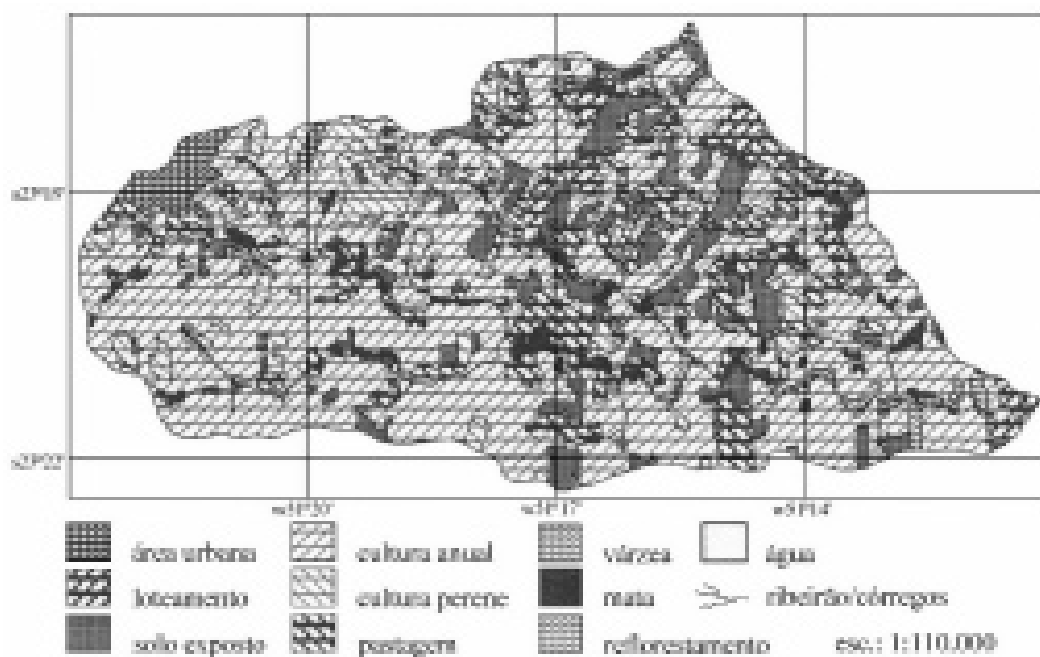 área urbana
cultura anual
várzea
água
loteamento
cultura perene
mata
ribeirão/córregos
solo exposto
pastagem
reflorestamento
esc.: 1:110.000